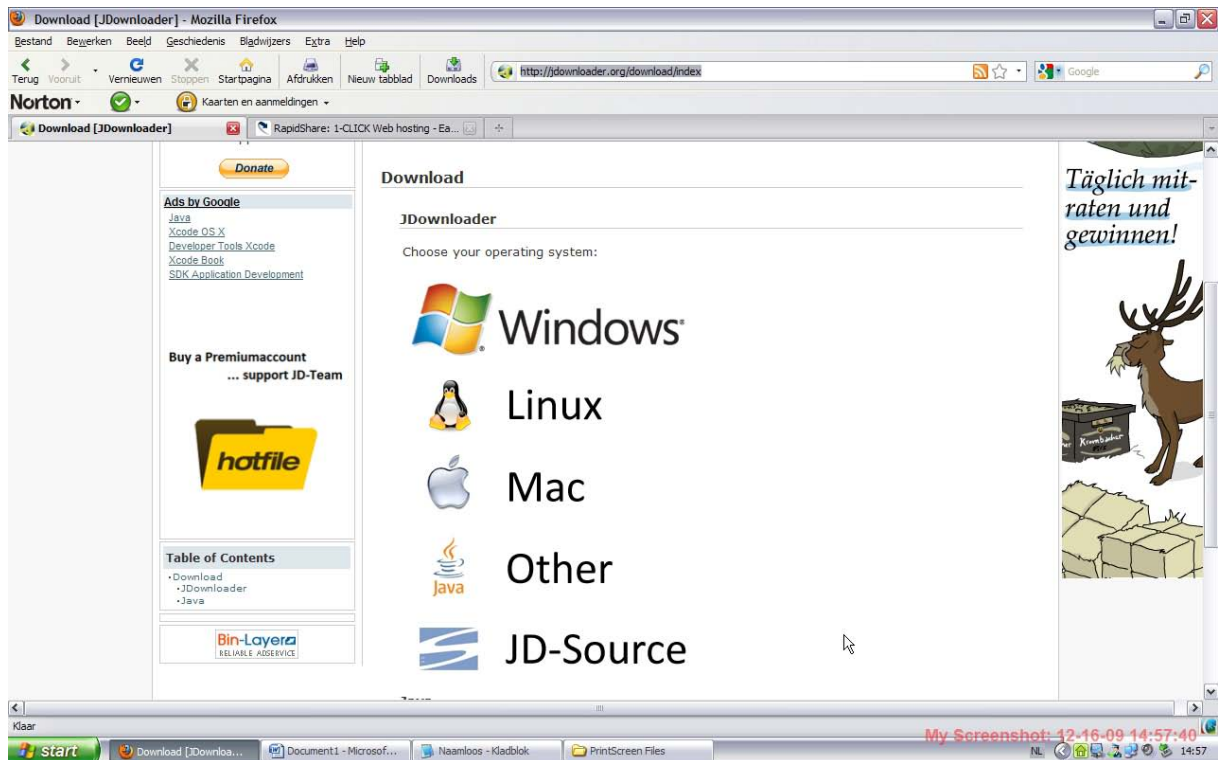 Download [JDownloader] - Mozilla Firefox
Bestand Bewerken Beeld Geschiedenis Bladwijzers Extra Help
Terug Vooruit Vernieuwen Stoppen Startpagina Afdrukken Nieuw tabblad Downloads http://jdownloader.org/download/index Google
Norton Kaarten en aanmeldingen
Download [JDownloader] RapidShare: 1-CLICK Web hosting - Ea...
Donate
Ads by Google
Java
Xcode OS X
Developer Tools Xcode
Xcode Book
SDK Application Development
Buy a Premiumaccount
... support JD-Team
hotfile
Table of Contents
Download
JDownloader
Java
Bin-Layer
RELIABLE ADSERVICE
Download
JDownloader
Choose your operating system:
Windows
Linux
Mac
Java Other
JD-Source
Täglich mit-
raten und
gewinnen!
Krombacher
Klaar
My Screenshot: 12-16-09 14:57:40
start Download [JDownloa... Document1 - Microsof... Naamloos - Kladblok PrintScreen Files NL 14:57